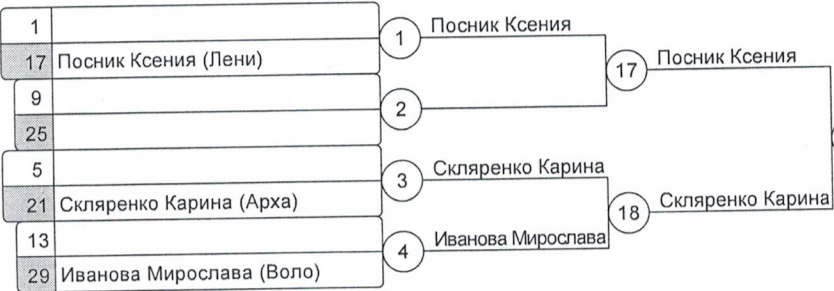 1
17 Посник Ксения (Лени)
1 Посник Ксения
9
25
2
17 Посник Ксения
5
21 Скляренко Карина (Арха)
3 Скляренко Карина
13
29 Иванова Мирослава (Воло)
4 Иванова Мирослава
18 Скляренко Карина